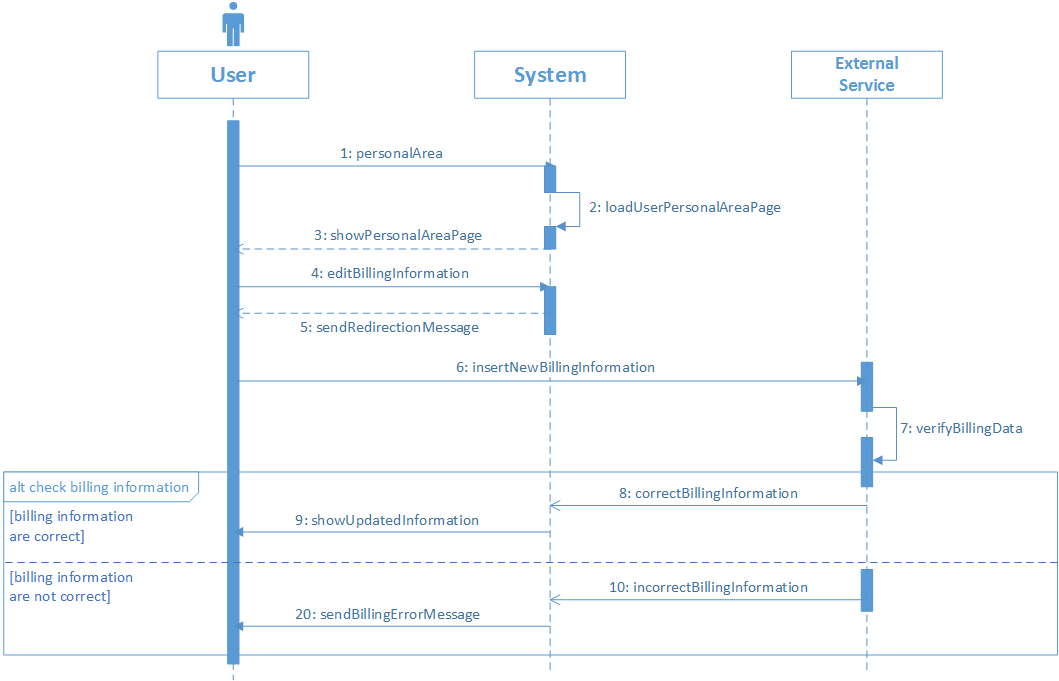 User
System
External
Service
1: personalArea
2: loadUserPersonalAreaPage
3: showPersonalAreaPage
4: editBillingInformation
5: sendRedirectionMessage
6: insertNewBillingInformation
7: verifyBillingData
alt check billing information
8: correctBillingInformation
[billing information
are correct]
9: showUpdatedInformation
[billing information
are not correct]
10: incorrectBillingInformation
20: sendBillingErrorMessage